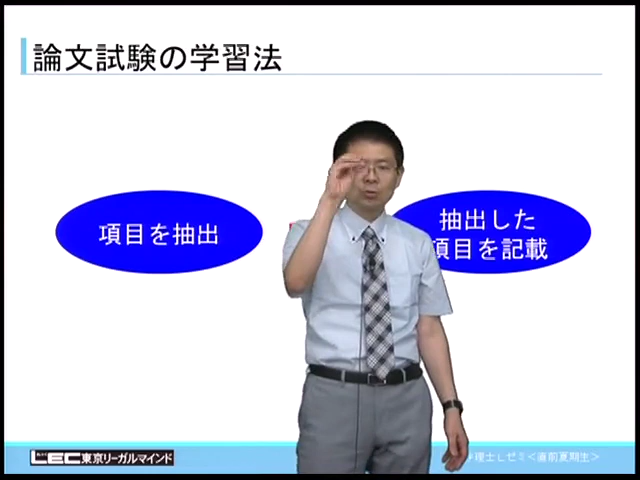 論文試験の学習法
項目を抽出
抽出した
項目を記載
LEC東京リーガルマインド
理士Lゼミ<直前夏期生>